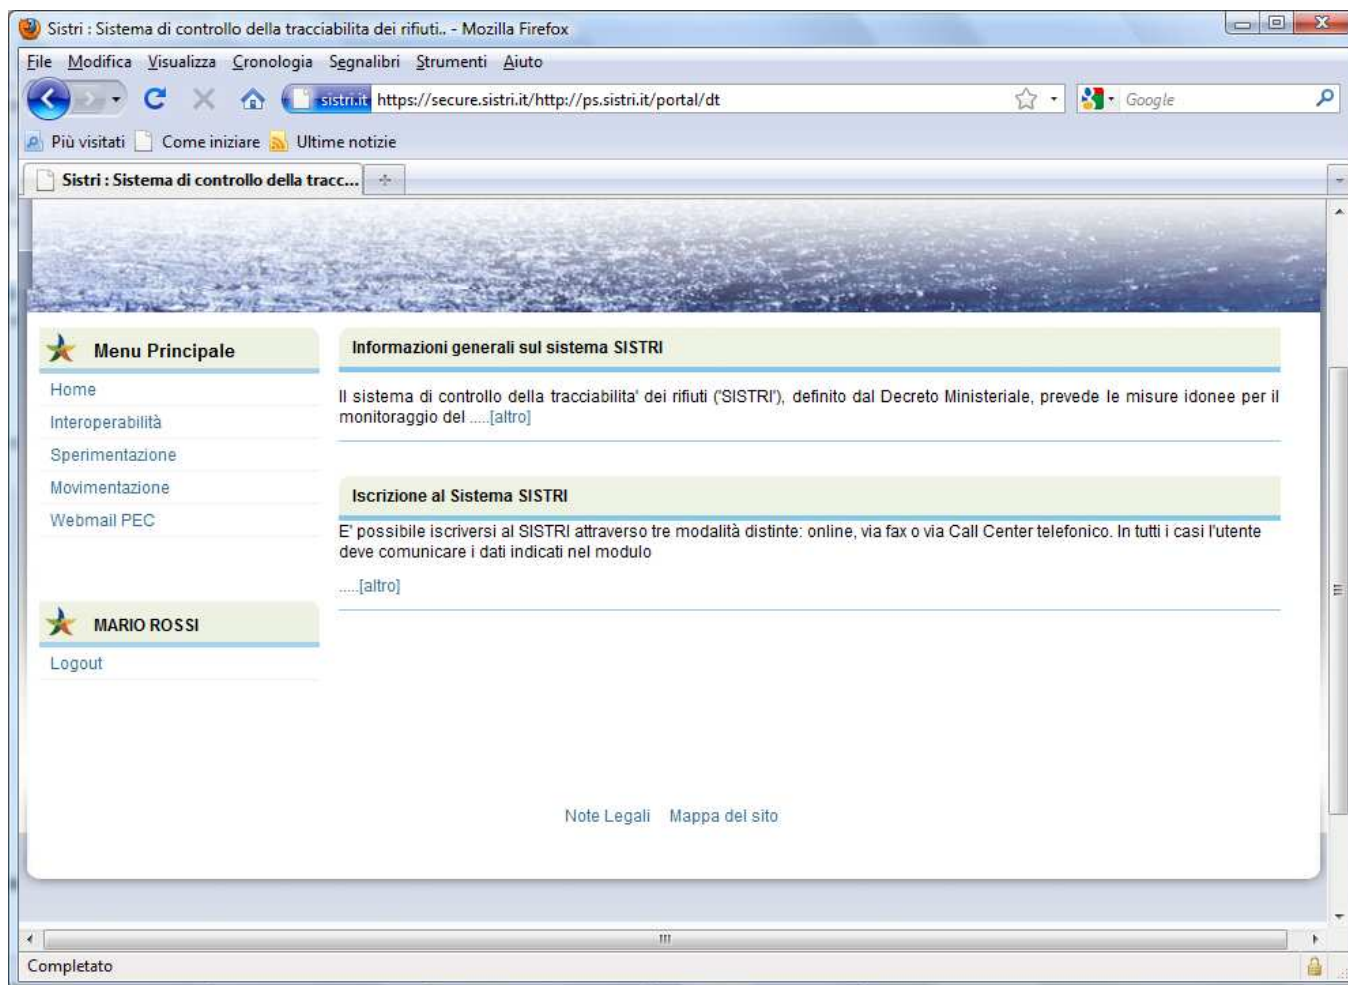 Sistri : Sistema di controllo della tracciabilita dei rifiuti.. - Mozilla Firefox
File Modifica Visualizza Cronologia Segnalibri Strumenti Aiuto
sistri.it https://secure.sistri.it/http://ps.sistri.it/portal/dt Google
Più visitati Come iniziare Ultime notizie
Sistri : Sistema di controllo della tracc...
Menu Principale
Home
Interoperabilità
Sperimentazione
Movimentazione
Webmail PEC
MARIO ROSSI
Logout
Informazioni generali sul sistema SISTRI
Il sistema di controllo della tracciabilita' dei rifiuti ('SISTRI'), definito dal Decreto Ministeriale, prevede le misure idonee per il
monitoraggio del .....[altro]
Iscrizione al Sistema SISTRI
E' possibile iscriversi al SISTRI attraverso tre modalità distinte: online, via fax o via Call Center telefonico. In tutti i casi l'utente
deve comunicare i dati indicati nel modulo
.....[altro]
Note Legali Mappa del sito
Completato